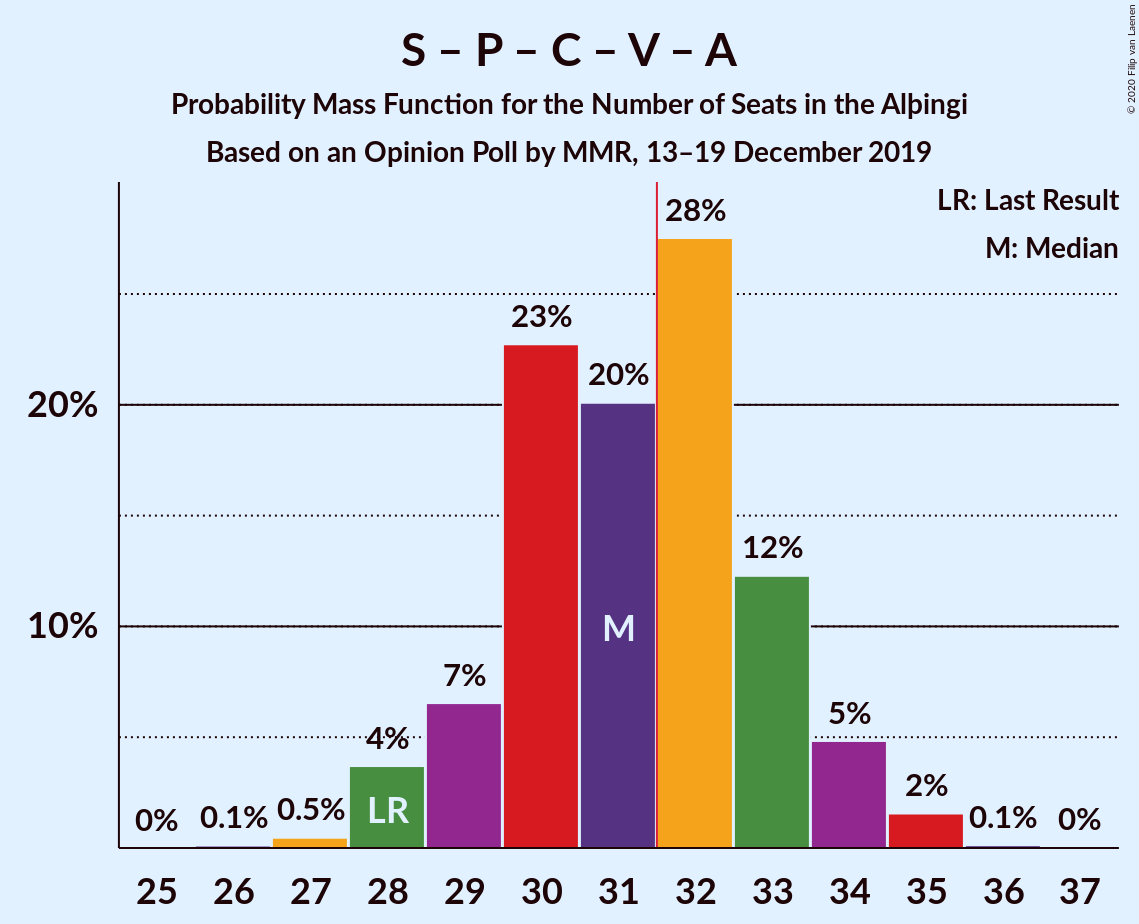 S – P – C – V – A
Probability Mass Function for the Number of Seats in the Alþingi
Based on an Opinion Poll by MMR, 13–19 December 2019
© 2020 Filip van Laenen
LR: Last Result
M: Median
28%
23%
20%
20%
12%
10%
M
7%
5%
4%
2%
LR
0%
0.1%
0.5%
0.1%
0%
25 26 27 28 29 30 31 32 33 34 35 36 37